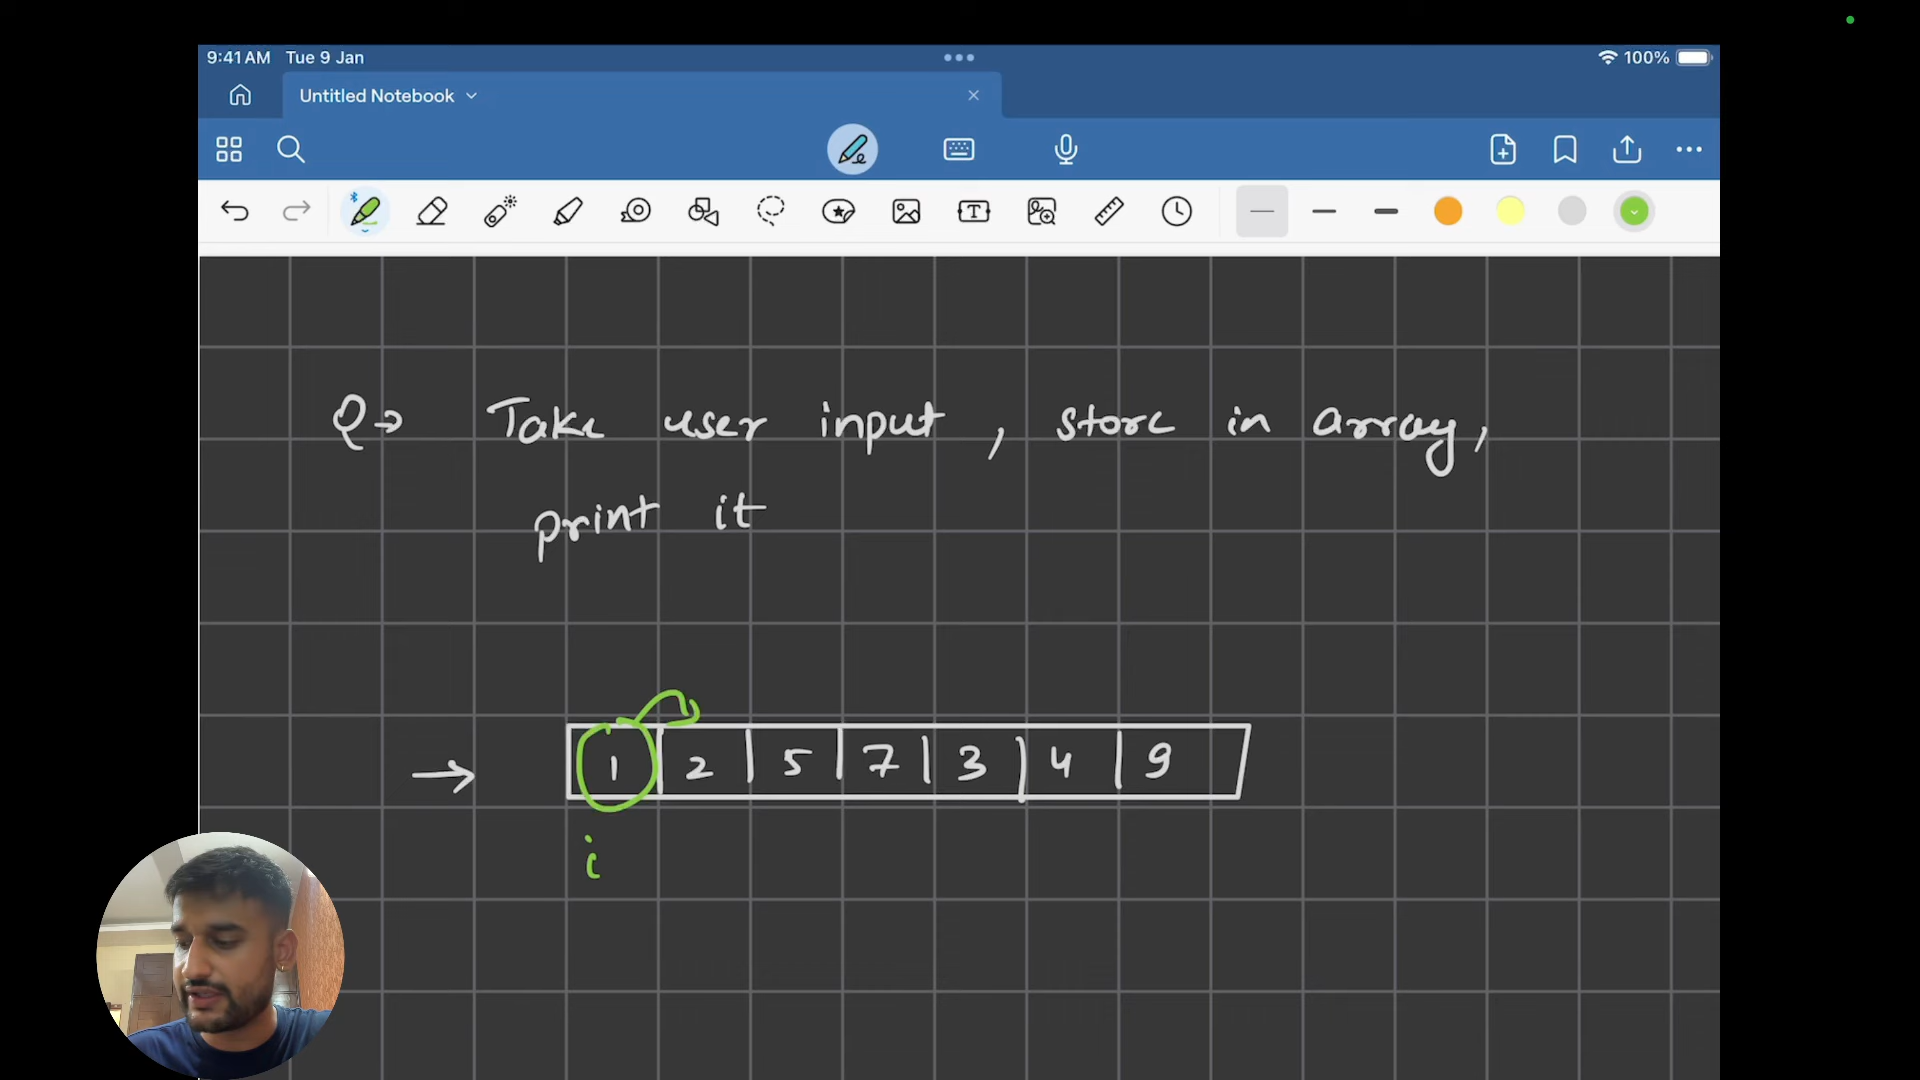 9:41 AM Tue 9 Jan
100%
Untitled Notebook
Q → Take user input, store in array,
print it
→ 1 2 5 7 3 4 9
i